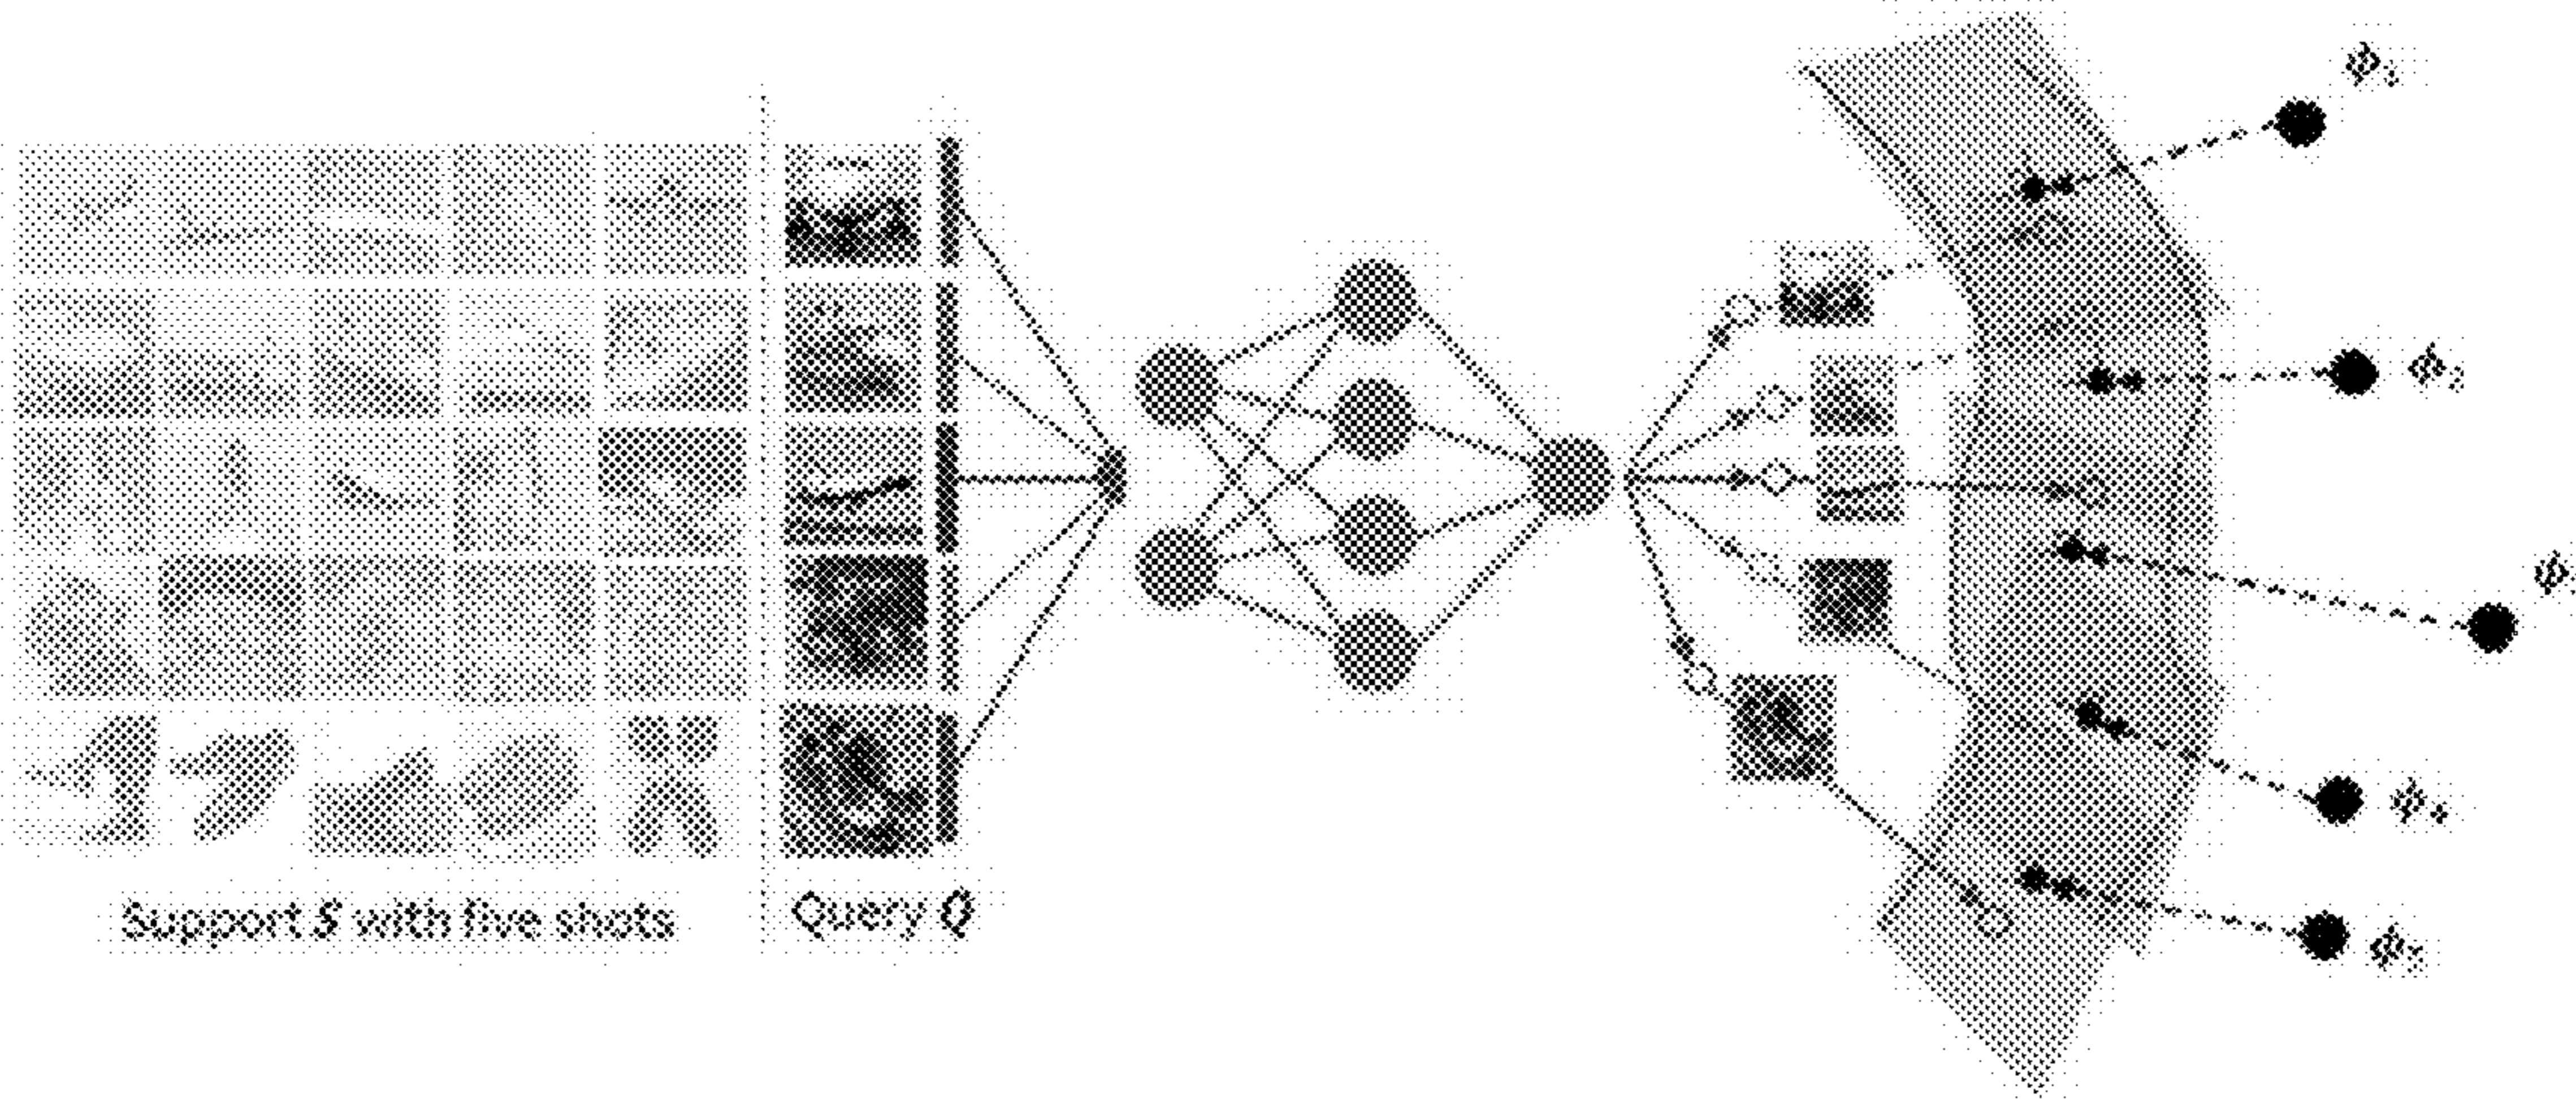 Support S with five shots
Query Q
ϕ
ϕ
ϕ
ϕ
ϕ